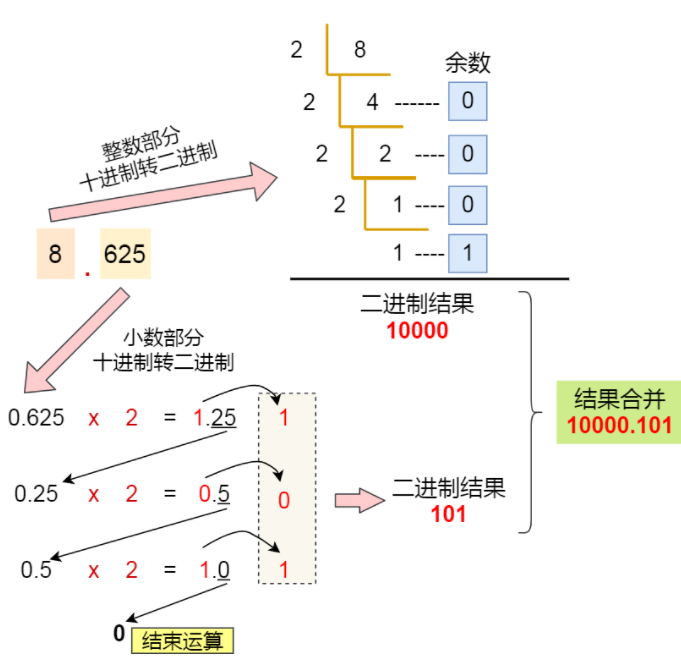 2 8
余数
2 4 ------ 0
2 2 ---- 0
2 1 ---- 0
1 ---- 1
整数部分
十进制转二进制
8 . 625
二进制结果
10000
小数部分
十进制转二进制
0.625 x 2 = 1.25 1
0.25 x 2 = 0.5 0
0.5 x 2 = 1.0 1
0 结束运算
二进制结果
101
结果合并
10000.101